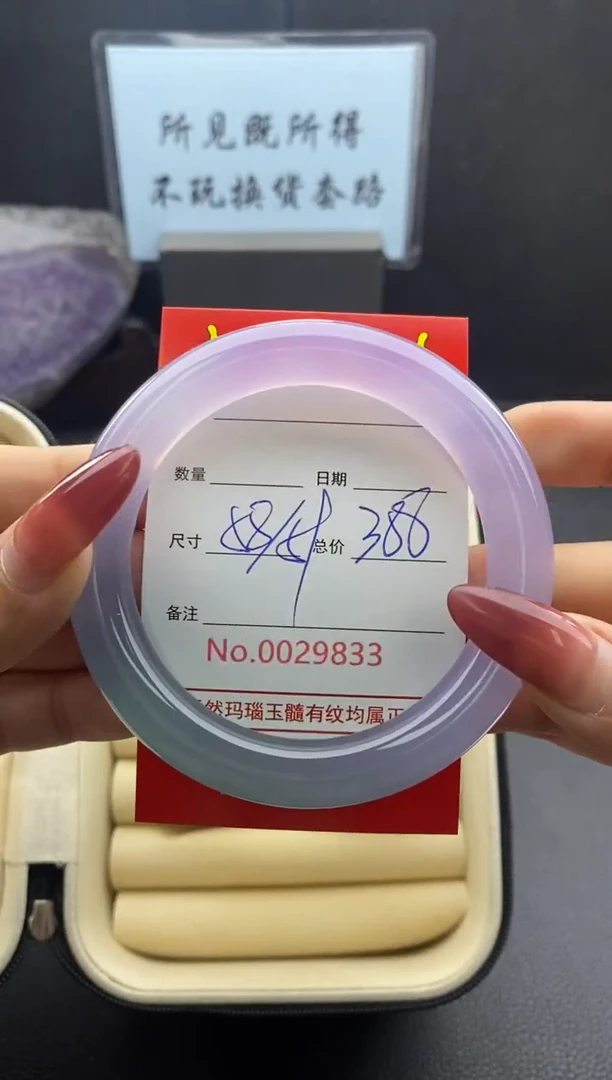 所见既所得
不玩换货套路
数量
日期
尺寸
总价 388
备注
No.0029833
然玛瑙玉髓有纹均属正